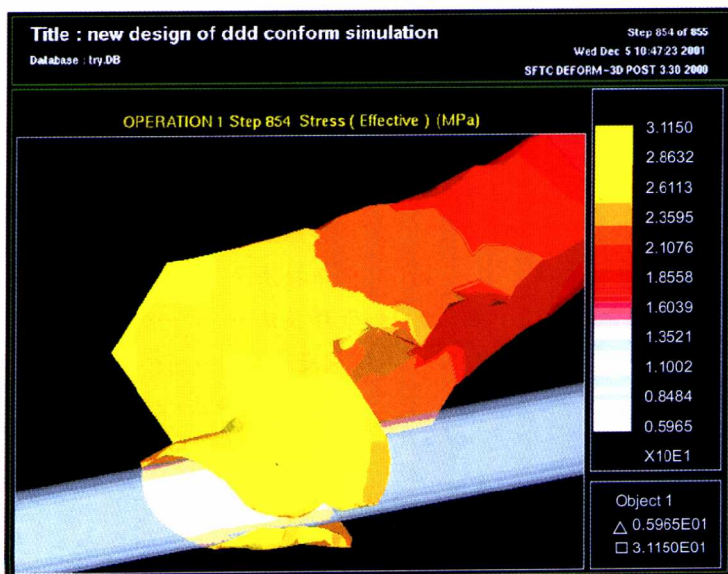 Title : new design of ddd conform simulation
Database : try.DB
Step 854 of 855
Wed Dec 5 10:47:23 2001
SFTC DEFORM-3D POST 3.30 2000
OPERATION 1 Step 854 Stress ( Effective ) (MPa)
3.1150
2.8632
2.6113
2.3595
2.1076
1.8558
1.6039
1.3521
1.1002
0.8484
0.5965
X10E1
Object 1
△ 0.5965E01
□ 3.1150E01